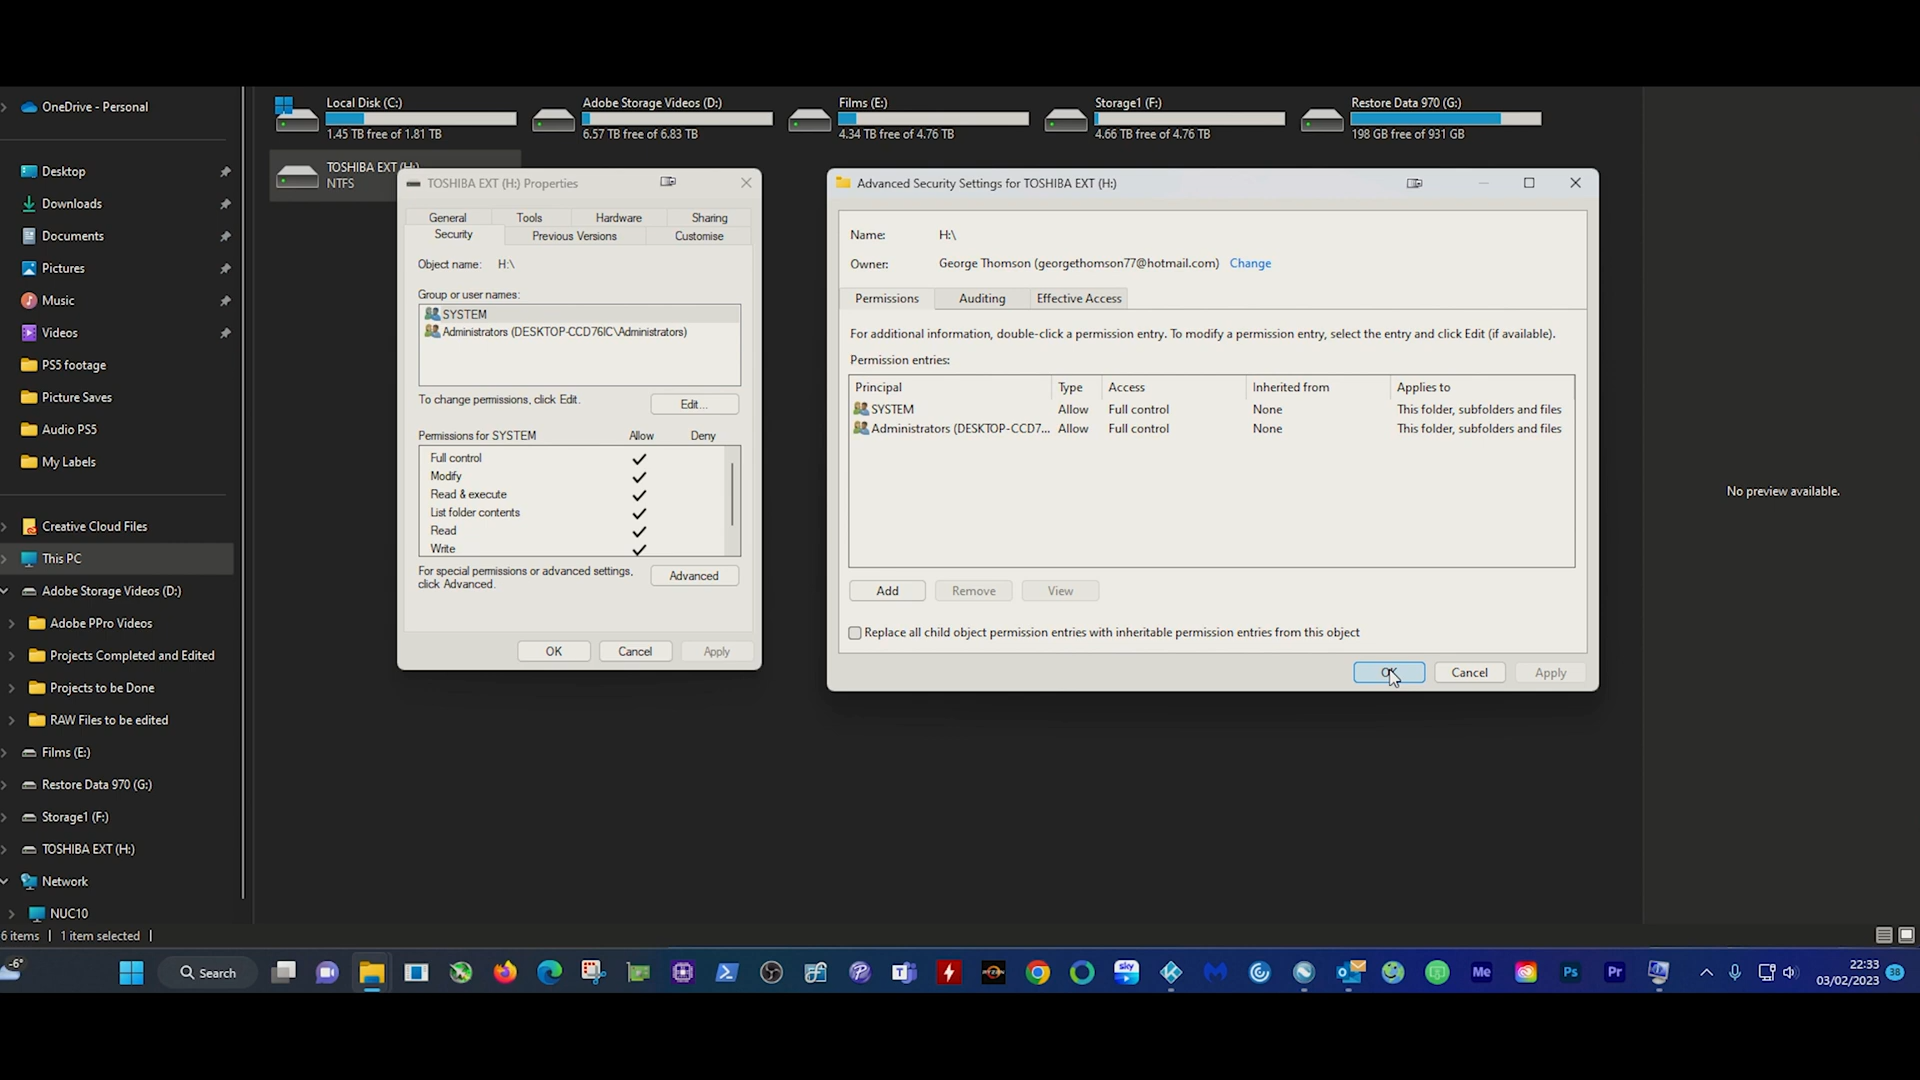 OneDrive - Personal
Desktop
Downloads
Documents
Pictures
Music
Videos
PS5 footage
Picture Saves
Audio PS5
My Labels
Creative Cloud Files
This PC
Adobe Storage Videos (D:)
Adobe PPro Videos
Projects Completed and Edited
Projects to be Done
RAW Files to be edited
Films (E:)
Restore Data 970 (G:)
Storage1 (F:)
TOSHIBA EXT (H:)
Network
NUC10
6 items 1 item selected
Local Disk (C:)
1.45 TB free of 1.81 TB
Adobe Storage Videos (D:)
6.57 TB free of 6.83 TB
Films (E:)
4.34 TB free of 4.76 TB
Storage1 (F:)
4.66 TB free of 4.76 TB
Restore Data 970 (G:)
198 GB free of 931 GB
TOSHIBA EXT (H:)
NTFS
TOSHIBA EXT (H:) Properties
General Tools Hardware Sharing
Security Previous Versions Customise
Object name: H:\
Group or user names:
SYSTEM
Administrators (DESKTOP-CCD76IC\Administrators)
To change permissions, click Edit. Edit...
Permissions for SYSTEM Allow Deny
Full control
Modify
Read & execute
List folder contents
Read
Write
For special permissions or advanced settings,
click Advanced. Advanced
OK Cancel Apply
Advanced Security Settings for TOSHIBA EXT (H:)
Name: H:\
Owner: George Thomson (georgethomson77@hotmail.com) Change
Permissions Auditing Effective Access
For additional information, double-click a permission entry. To modify a permission entry, select the entry and click Edit (if available).
Permission entries:
Principal Type Access Inherited from Applies to
SYSTEM Allow Full control None This folder, subfolders and files
Administrators (DESKTOP-CCD7... Allow Full control None This folder, subfolders and files
Add Remove View
Replace all child object permission entries with inheritable permission entries from this object
OK Cancel Apply
No preview available.
-6°
Search
sky
Me
Ps
Pr
22:33
03/02/2023
38